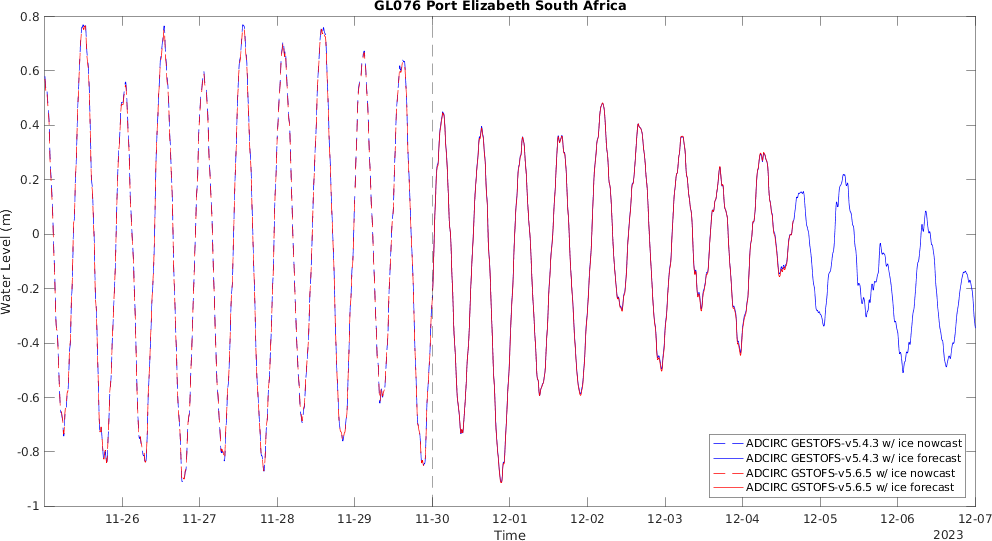 GL076 Port Elizabeth South Africa
0.8
0.6
0.4
0.2
0
-0.2
-0.4
-0.6
-0.8
-1
Water Level (m)
ADCIRC GESTOFS-v5.4.3 w/ ice nowcast
ADCIRC GESTOFS-v5.4.3 w/ ice forecast
ADCIRC GSTOFS-v5.6.5 w/ ice nowcast
ADCIRC GSTOFS-v5.6.5 w/ ice forecast
11-26 11-27 11-28 11-29 11-30 12-01 12-02 12-03 12-04 12-05 12-06 12-07
Time
2023